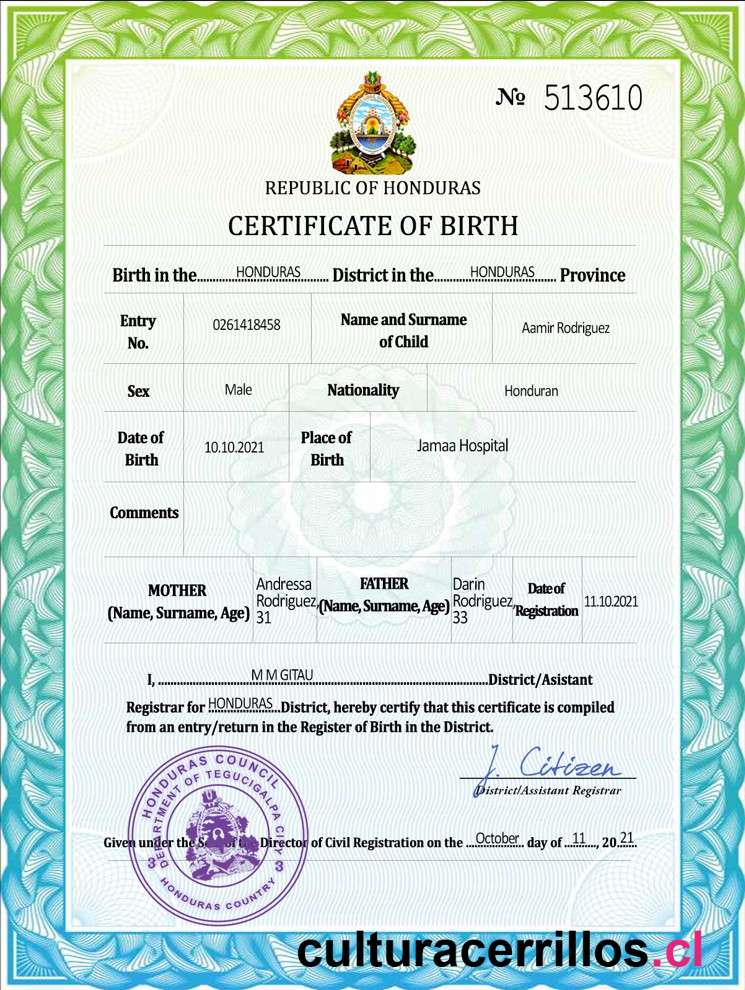 № 513610
REPUBLIC OF HONDURAS
CERTIFICATE OF BIRTH
Birth in the HONDURAS District in the HONDURAS Province
Entry No. 0261418458 Name and Surname of Child Aamir Rodriguez
Sex Male Nationality Honduran
Date of Birth 10.10.2021 Place of Birth Jamaa Hospital
Comments
MOTHER (Name, Surname, Age) Andressa Rodriguez, 31 FATHER (Name, Surname, Age) Darin Rodriguez, 33 Date of Registration 11.10.2021
I, M M GITAU District/Asistant
Registrar for HONDURAS District, hereby certify that this certificate is compiled
from an entry/return in the Register of Birth in the District.
J. Citizen
District/Assistant Registrar
HONDURAS COUNCIL
DEPARTMENT OF TEGUCIGALPA CITY
3 3
HONDURAS COUNTRY
Given under the Director of Civil Registration on the October day of 11, 2021
culturacerrillos.cl